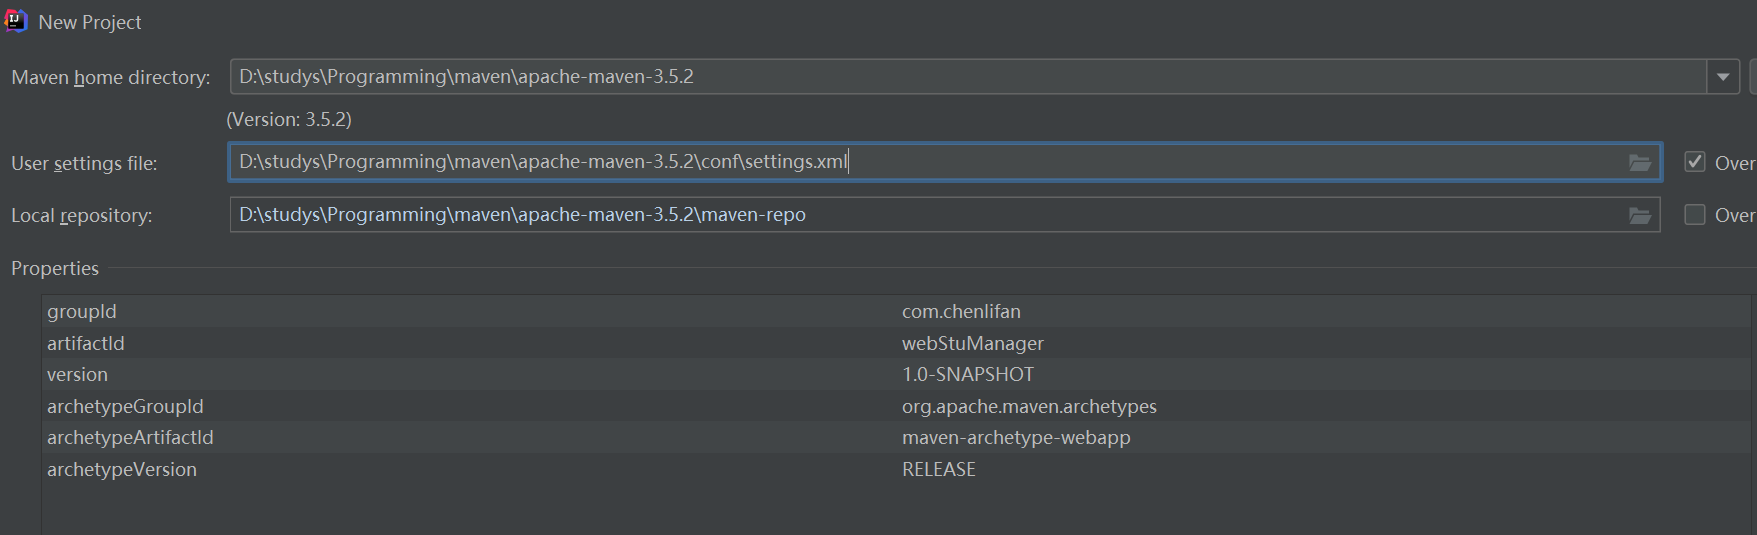 New Project
Maven home directory: D:\studys\Programming\maven\apache-maven-3.5.2
(Version: 3.5.2)
User settings file: D:\studys\Programming\maven\apache-maven-3.5.2\conf\settings.xml Over
Local repository: D:\studys\Programming\maven\apache-maven-3.5.2\maven-repo Over
Properties
groupId com.chenlifan
artifactId webStuManager
version 1.0-SNAPSHOT
archetypeGroupId org.apache.maven.archetypes
archetypeArtifactId maven-archetype-webapp
archetypeVersion RELEASE